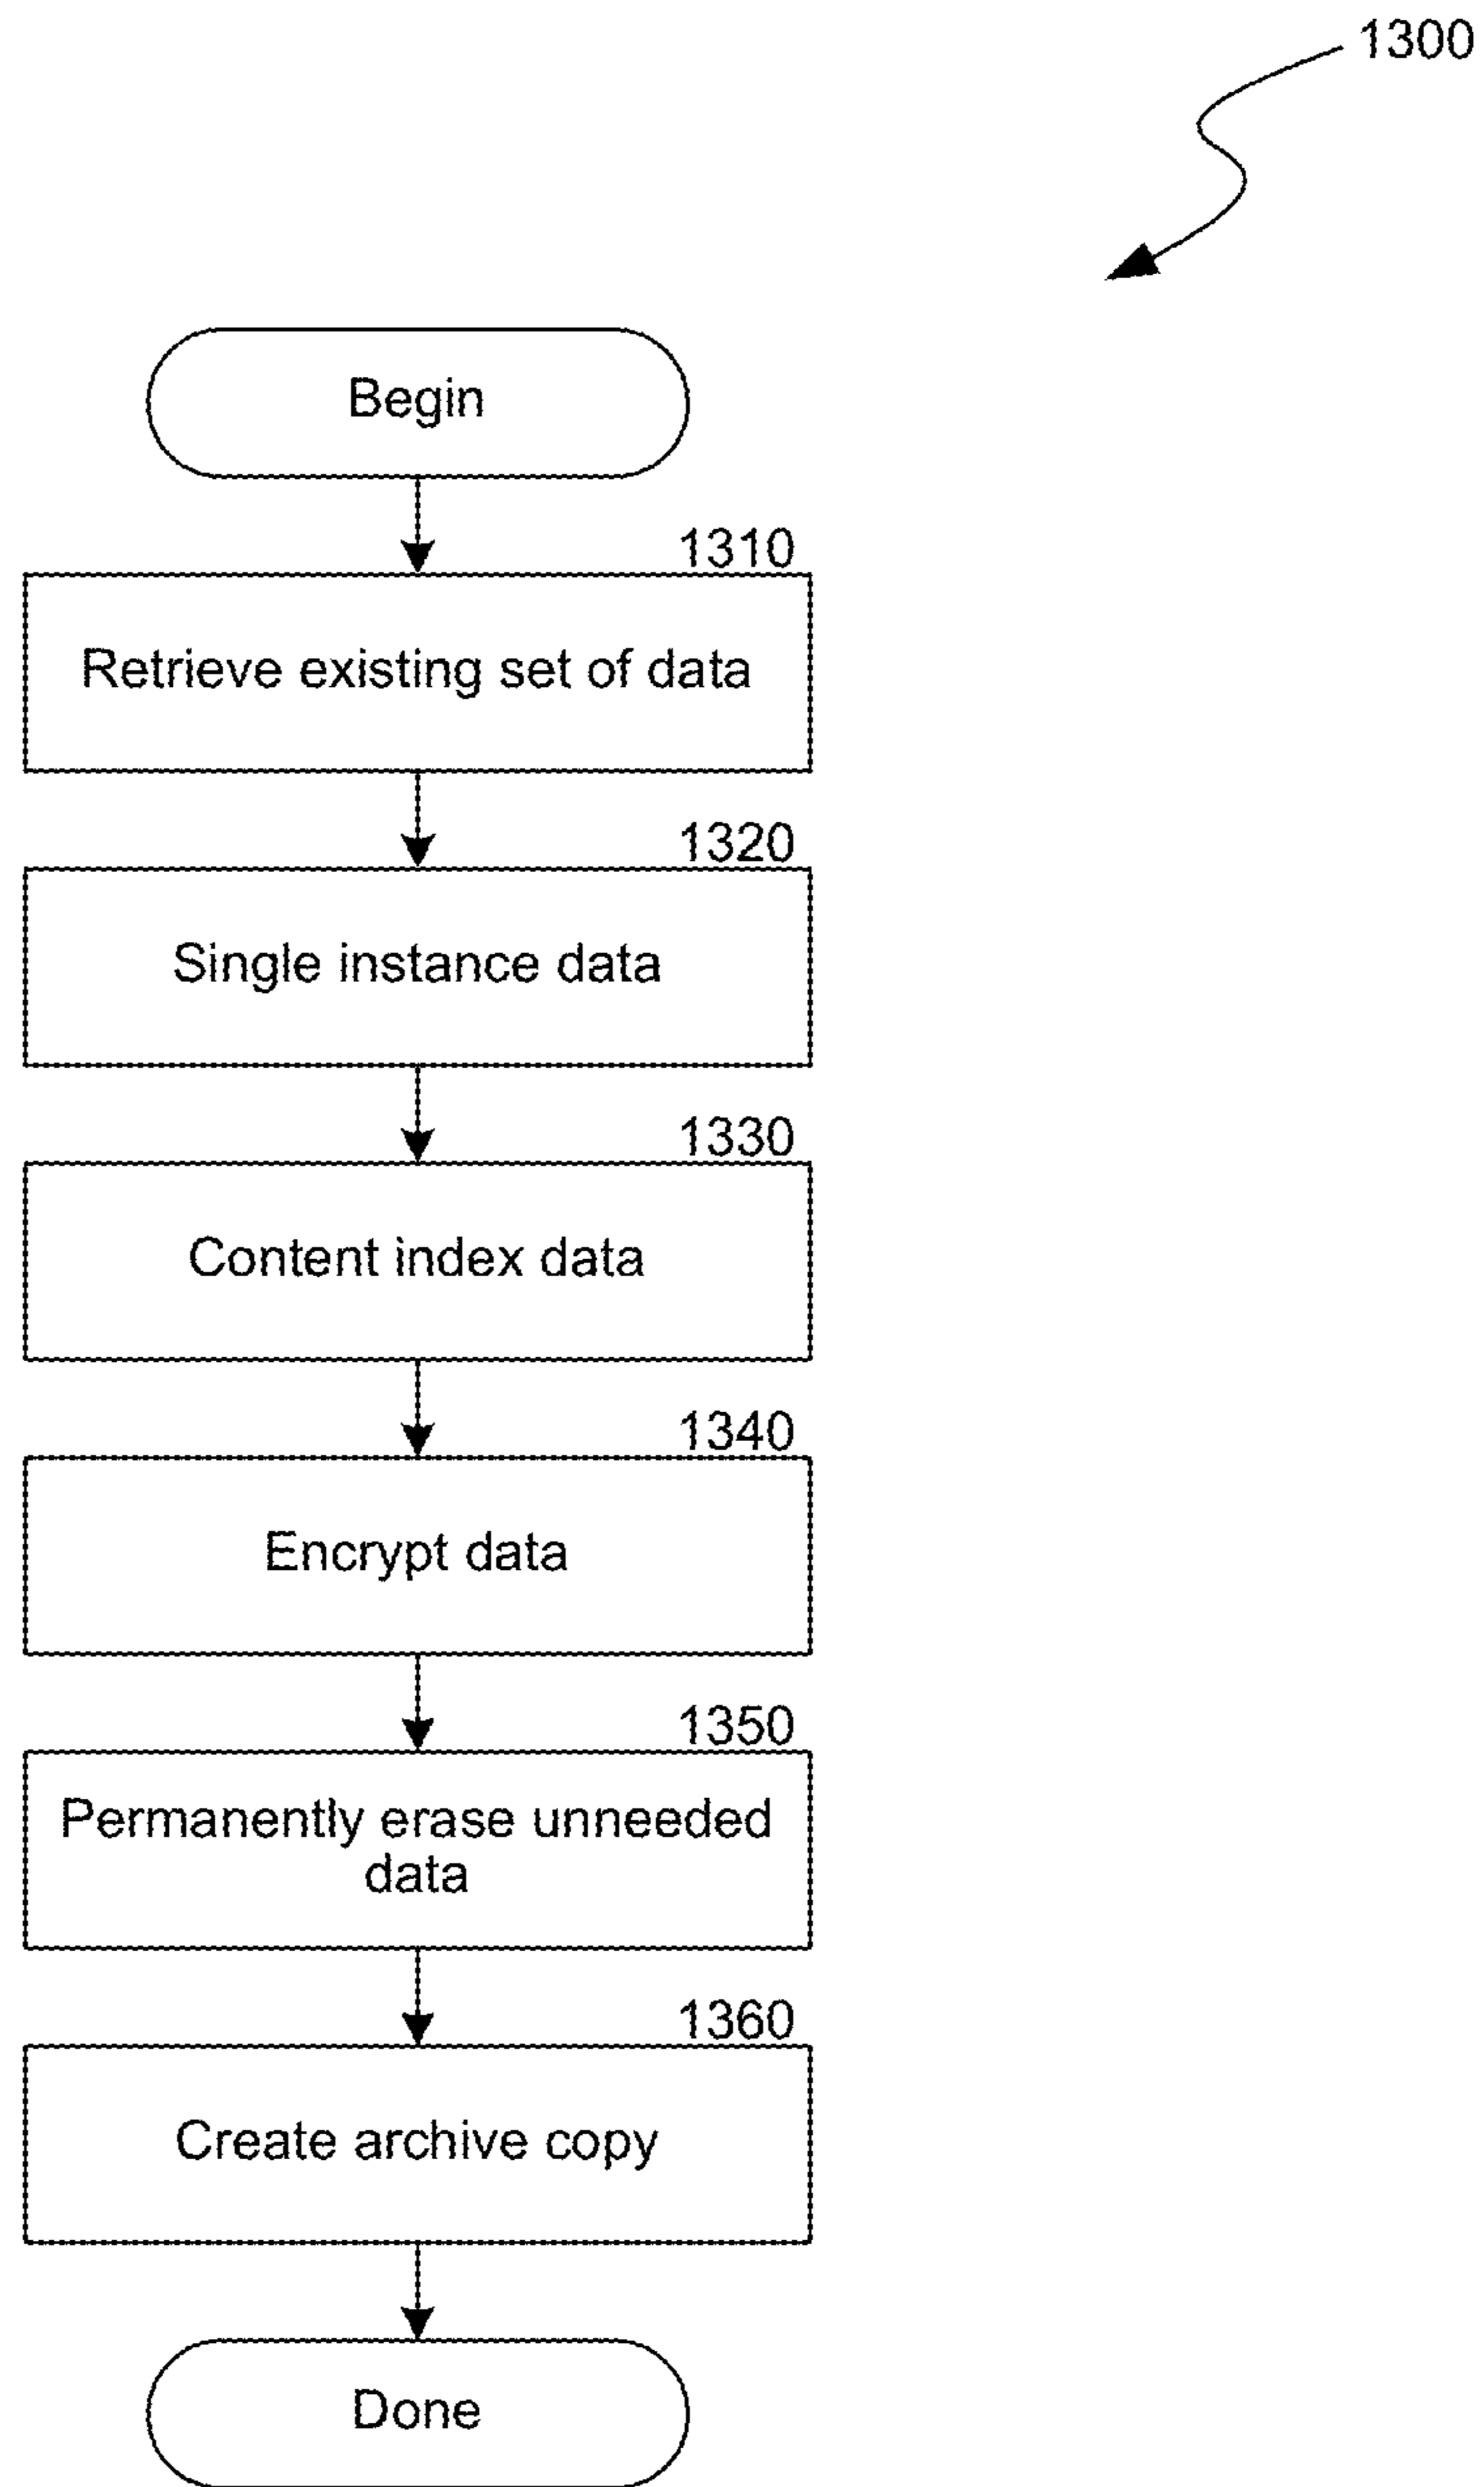 1300
Begin
1310
Retrieve existing set of data
1320
Single instance data
1330
Content index data
1340
Encrypt data
1350
Permanently erase unneeded
data
1360
Create archive copy
Done